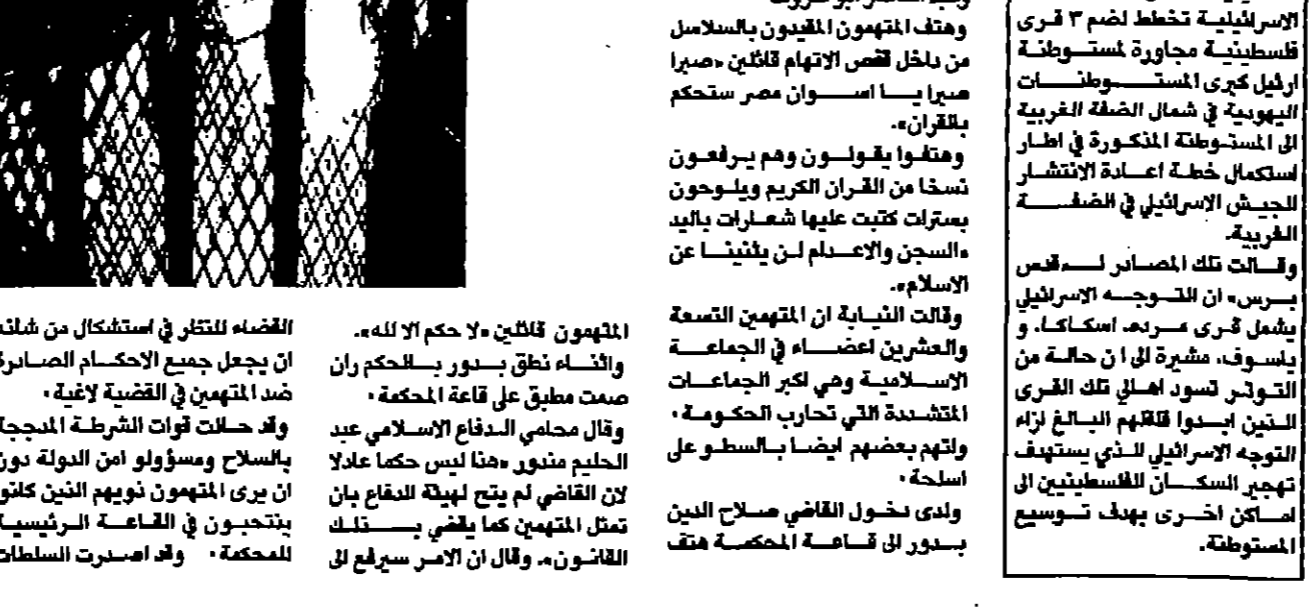 الاسرائيلية تخطط لضم ٣ قرى
فلسطينية مجاورة لمستوطنة
ارئيل كبرى المستوطنات
اليهودية في شمال الضفة الغربية
الى المستوطنة المذكورة في اطار
استكمال خطة اعادة الانتشار
للجيش الاسرائيلي في الضفة
الغربية.
وقالت تلك المصادر لـ«قدس
برس» ان التوجه الاسرائيلي
يشمل قرى مرده، اسكاكا، و
ياسوف، مشيرة الى ا ن حالة من
التوتر تسود اهالي تلك القرى
الذين ابدوا قلقهم البالغ ازاء
التوجه الاسرائيلي الذي يستهدف
تهجير السكان الفلسطينيين الى
اماكن اخرى بهدف توسيع
المستوطنة.
وهتف المتهمون المقيدون بالسلاسل
من داخل قفص الاتهام قائلين «صبرا
صبرا يا اسوان مصر ستحكم
بالقران».
وهتفوا يقولون وهم يرفعون
نسخا من القران الكريم ويلوحون
بسترات كتبت عليها شعارات باليد
«السجن والاعدام لن يثنينا عن
الاسلام».
وقالت النيابة ان المتهمين التسعة
والعشرين اعضاء في الجماعة
الاسلامية وهي اكبر الجماعات
المتشددة التي تحارب الحكومة.
واتهم بعضهم ايضا بالسطو على
اسلحة.
ولدى دخول القاضي صلاح الدين
بدور الى قاعة المحكمة هتف
المتهمون قائلين «لا حكم الا لله».
واثناء نطق بدور بالحكم ران
صمت مطبق على قاعة المحكمة.
وقال محامي الدفاع الإسلامي عبد
الحليم مندور «هذا ليس حكما عادلا
لان القاضي لم يتح لهيئة الدفاع بان
تمثل المتهمين كما يقضي بذلك
القانون». وقال ان الامر سيرفع الى
القضاء للنظر في استشكال من شانه
ان يجعل جميع الاحكام الصادرة
ضد المتهمين في القضية لاغية.
وقد حالت قوات الشرطة المدججة
بالسلاح ومسؤولو امن الدولة دون
ان يرى المتهمون ذويهم الذين كانوا
ينتحبون في القاعة الرئيسية
للمحكمة. وقد اصدرت السلطات